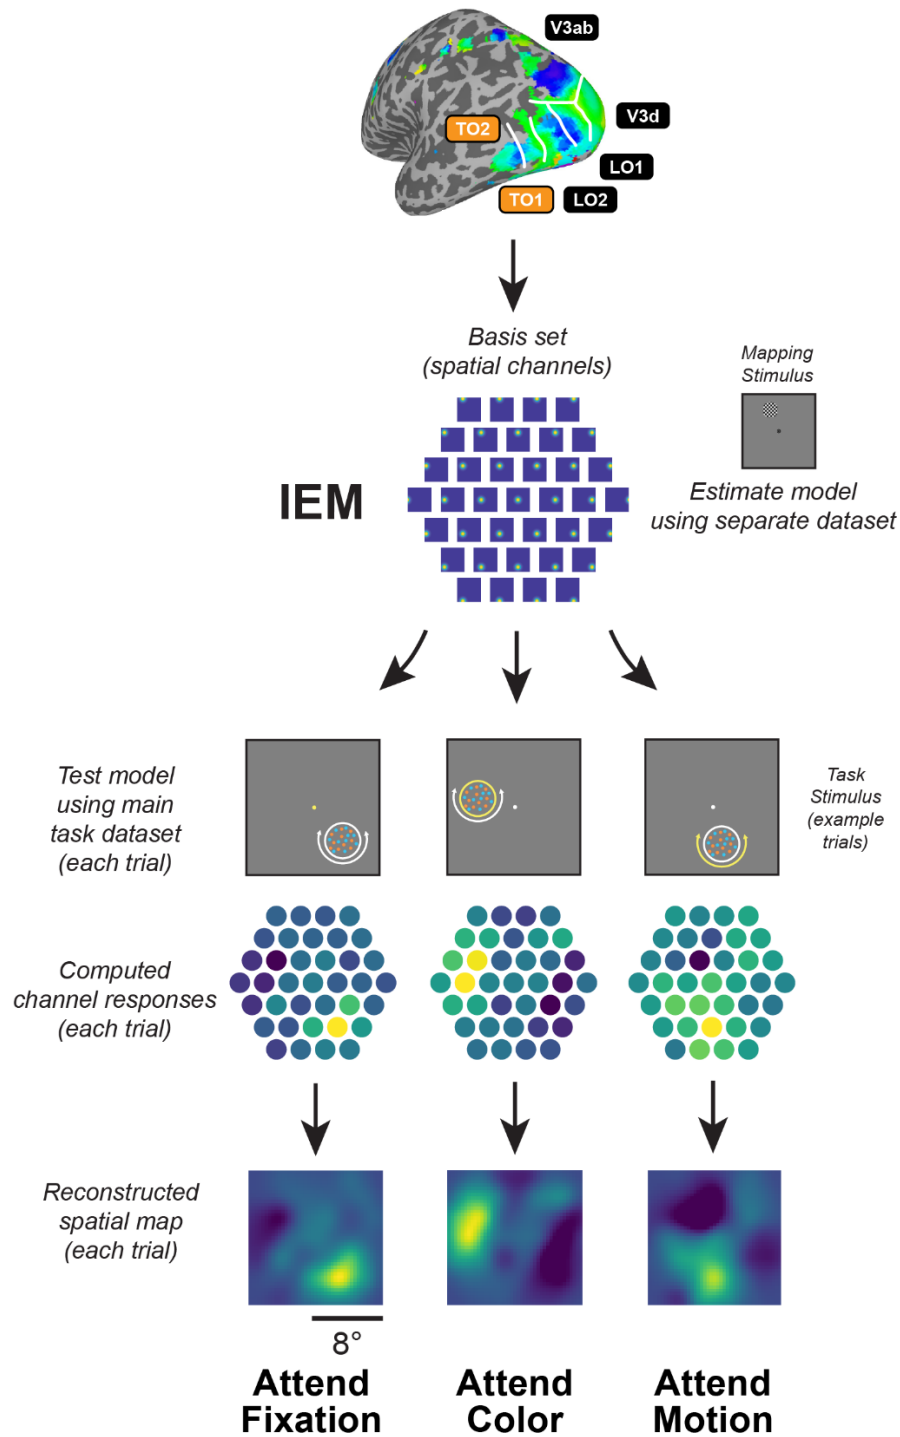 V3ab
V3d
TO2
LO1
TO1
LO2
Basis set
(spatial channels)
Mapping
Stimulus
IEM
Estimate model
using separate dataset
Test model
using main
task dataset
(each trial)
Task
Stimulus
(example
trials)
Computed
channel responses
(each trial)
Reconstructed
spatial map
(each trial)
8°
Attend
Fixation
Attend
Color
Attend
Motion